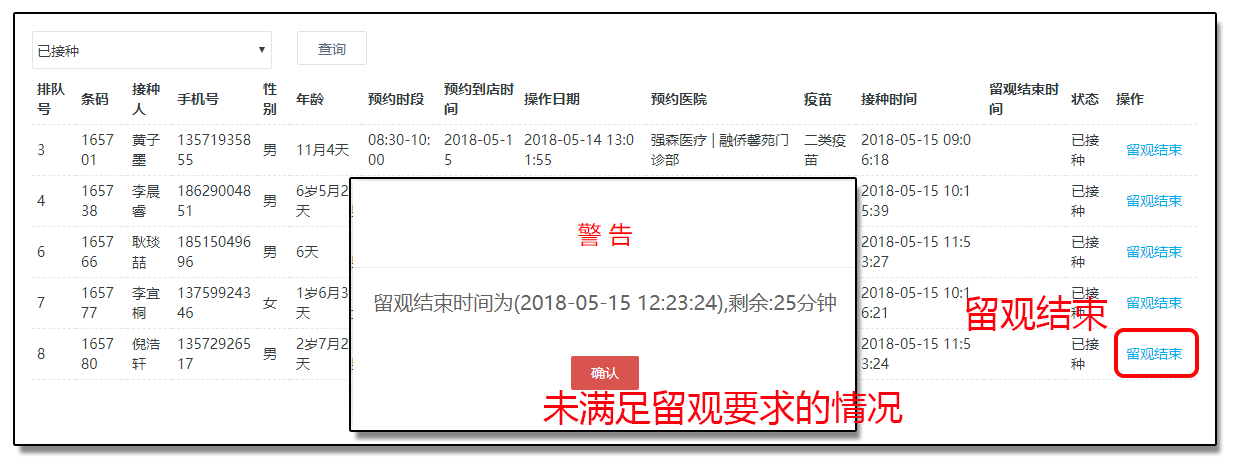 已接种
查询
排队号 条码 接种人 手机号 性别 年龄 预约时段 预约到店时间 操作日期 预约医院 疫苗 接种时间 留观结束时间 状态 操作
3 165701 黄子墨 13571935855 男 11月4天 08:30-10:00 2018-05-15 2018-05-14 13:01:55 强森医疗 | 融侨馨苑门诊部 二类疫苗 2018-05-15 09:06:18 已接种 留观结束
4 165738 李晨睿 18629004851 男 6岁5月2天 2018-05-15 10:15:39 已接种 留观结束
6 165766 耿琰喆 18515049696 男 6天 2018-05-15 11:53:27 已接种 留观结束
7 165777 李宜桐 13759924346 女 1岁6月3天 2018-05-15 10:16:21 已接种 留观结束
8 165780 倪浩轩 13572926517 男 2岁7月2天 2018-05-15 11:53:24 已接种 留观结束
警 告
留观结束时间为(2018-05-15 12:23:24),剩余:25分钟
确认
留观结束
未满足留观要求的情况